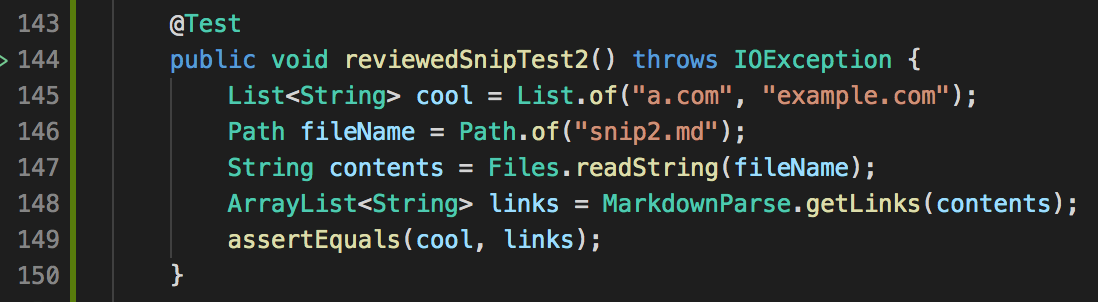 143 @Test
144 public void reviewedSnipTest2() throws IOException {
145 List<String> cool = List.of("a.com", "example.com");
146 Path fileName = Path.of("snip2.md");
147 String contents = Files.readString(fileName);
148 ArrayList<String> links = MarkdownParse.getLinks(contents);
149 assertEquals(cool, links);
150 }